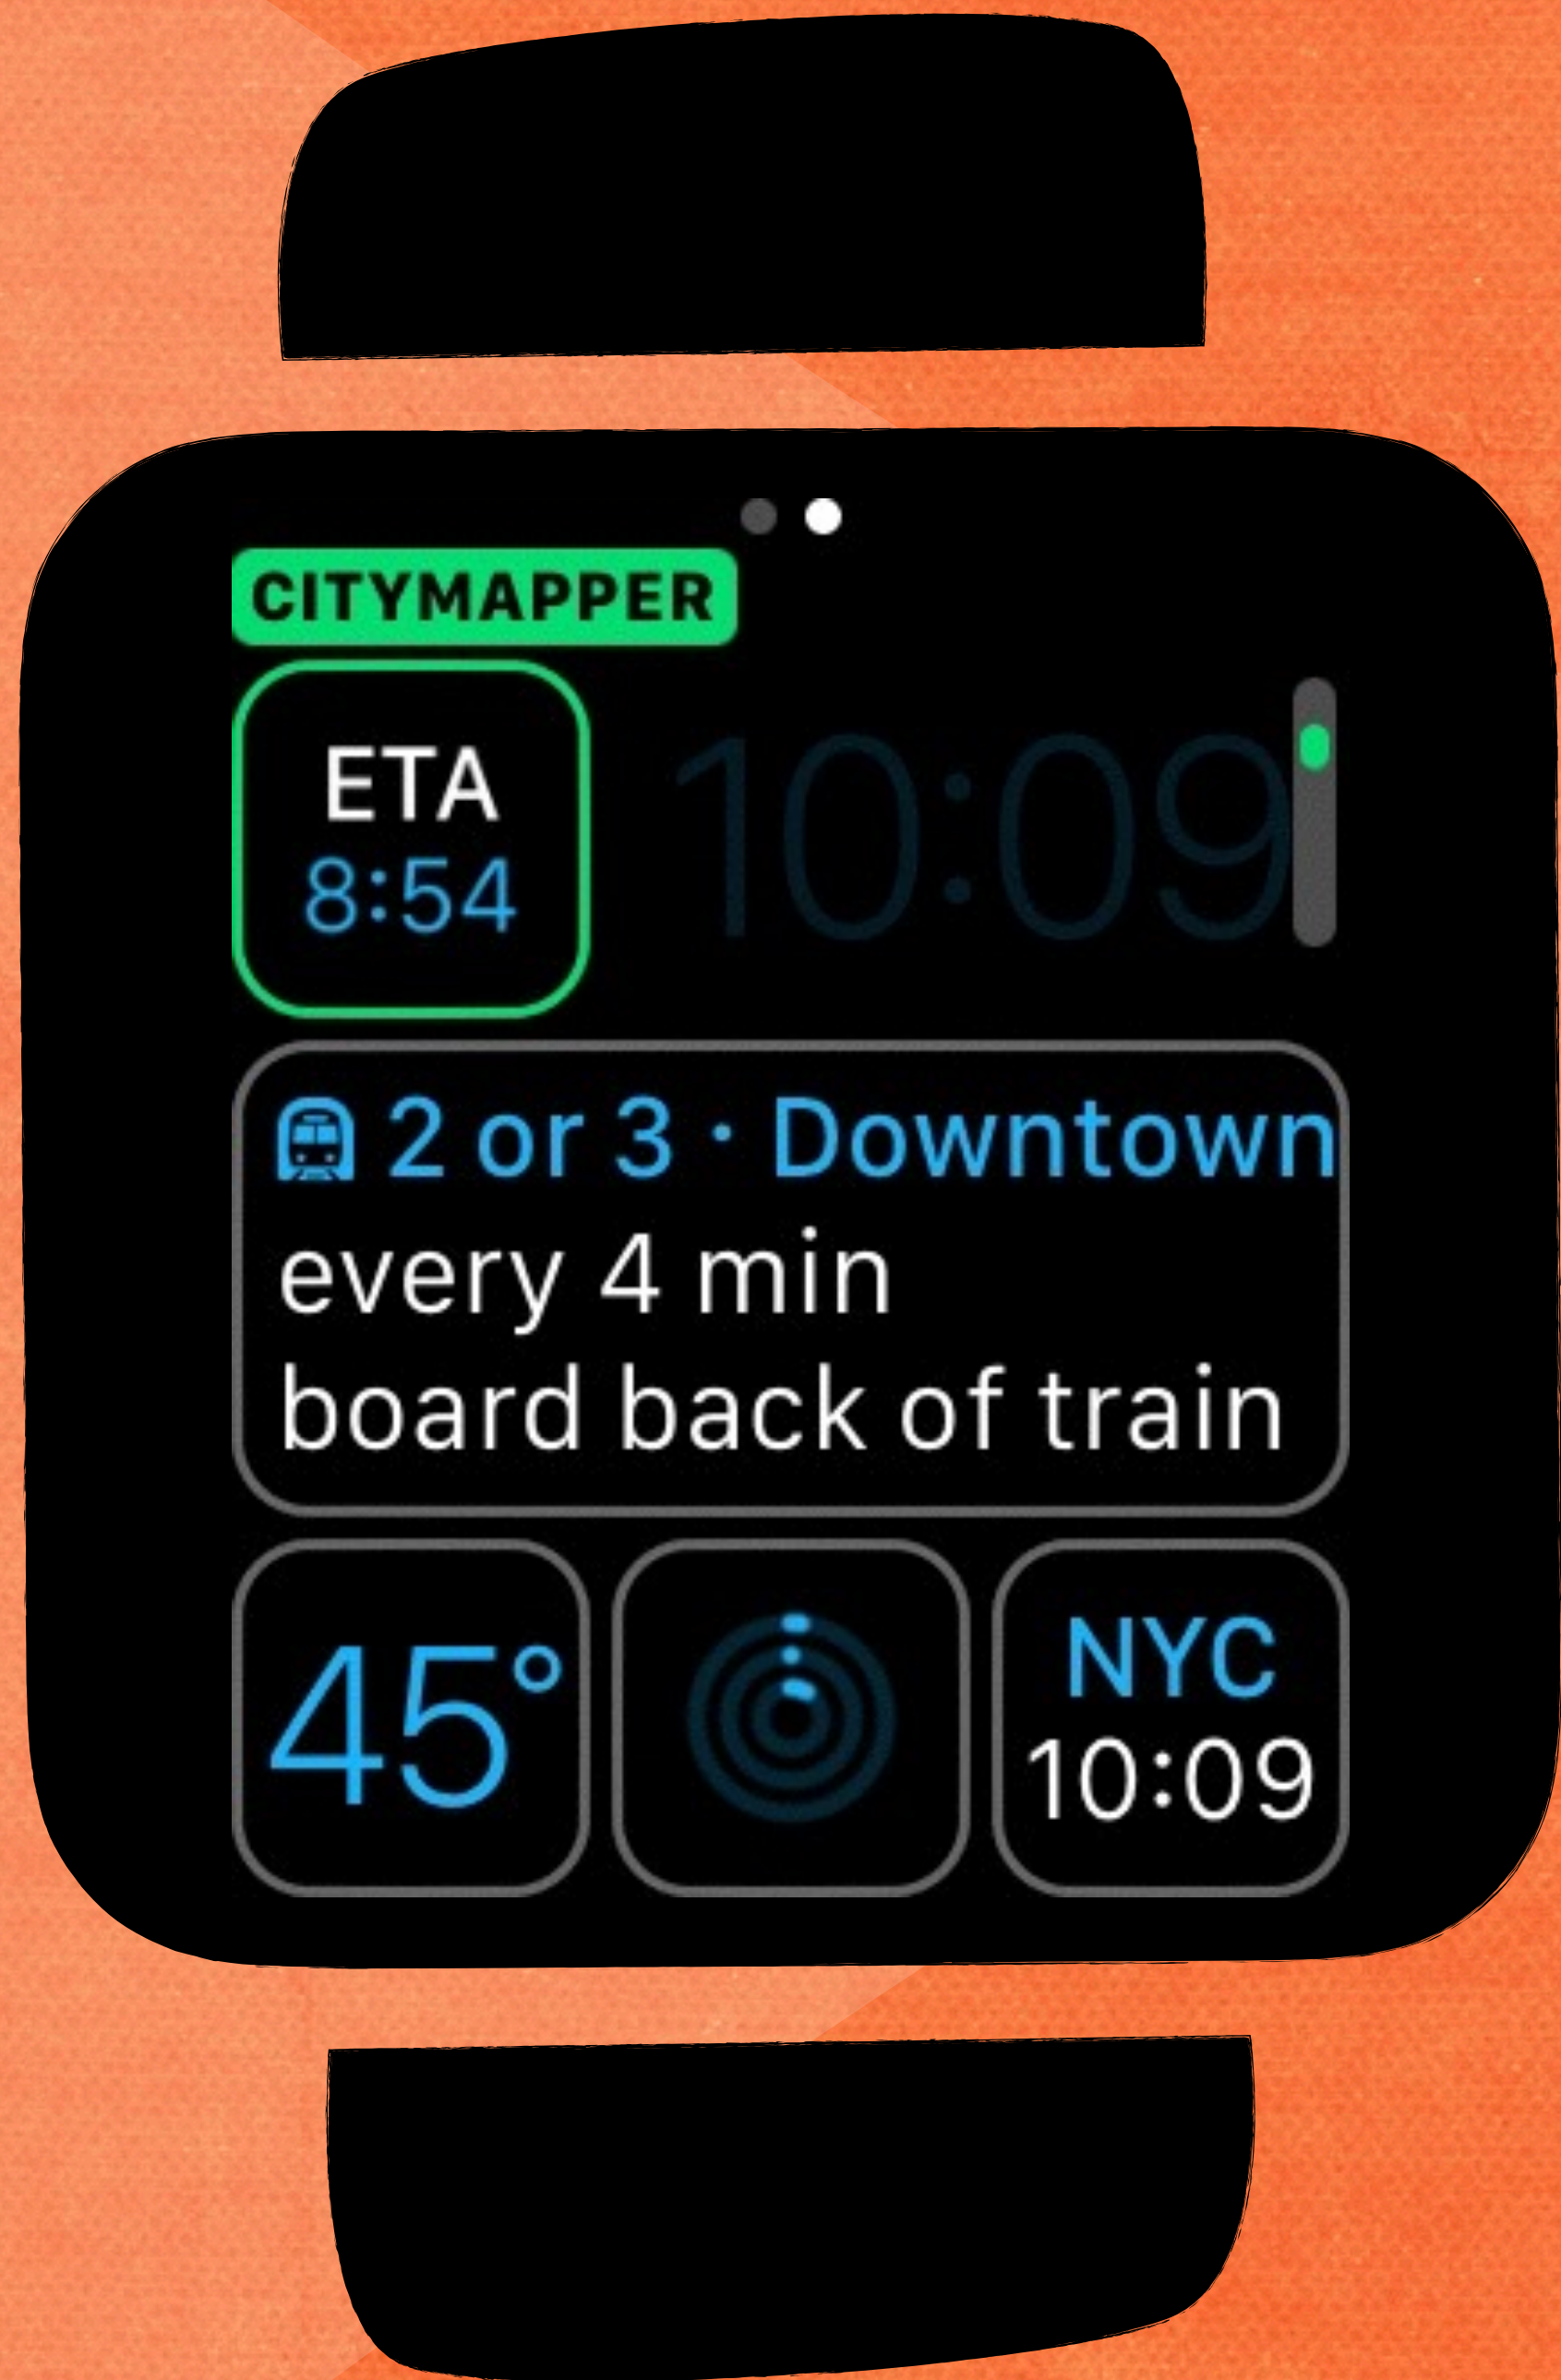 CITYMAPPER
ETA
8:54
10:09
2 or 3 · Downtown
every 4 min
board back of train
45°
NYC
10:09